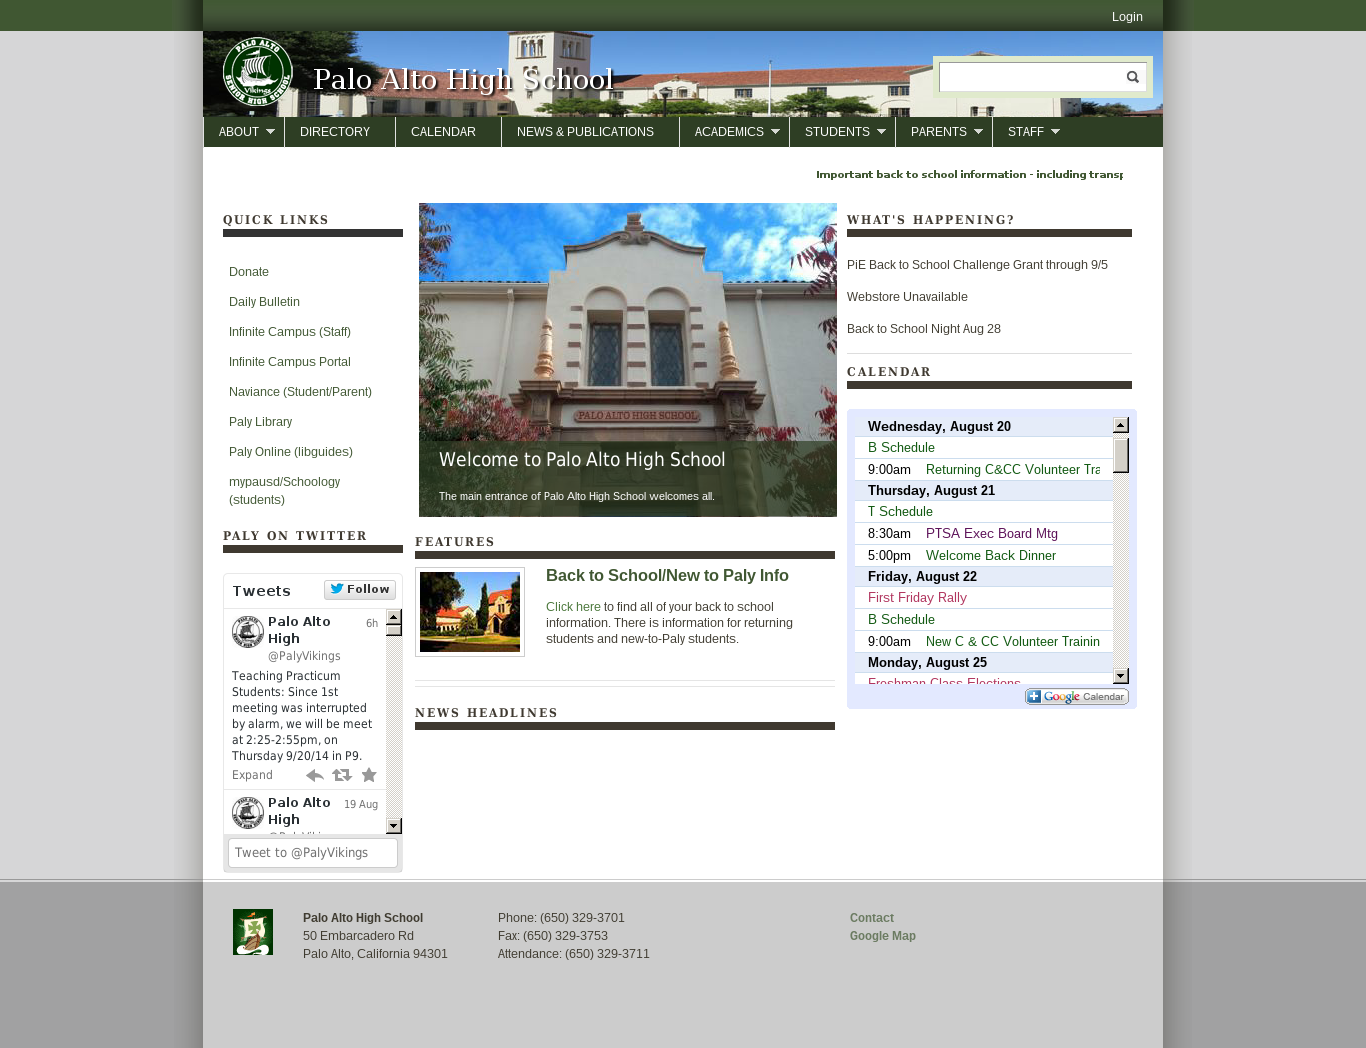 Login
PALO ALTO
Vikings
SENIOR HIGH SCHOOL
Palo Alto High School
ABOUT
DIRECTORY
CALENDAR
NEWS & PUBLICATIONS
ACADEMICS
STUDENTS
PARENTS
STAFF
Important back to school information - including transp
QUICK LINKS
Donate
Daily Bulletin
Infinite Campus (Staff)
Infinite Campus Portal
Naviance (Student/Parent)
Paly Library
Paly Online (libguides)
mypausd/Schoology
(students)
PALY ON TWITTER
Tweets
Follow
Palo Alto
High
6h
@PalyVikings
Teaching Practicum
Students: Since 1st
meeting was interrupted
by alarm, we will be meet
at 2:25-2:55pm, on
Thursday 9/20/14 in P9.
Expand
Palo Alto
High
19 Aug
@PalyVikings
Tweet to @PalyVikings
PALO ALTO HIGH SCHOOL
Welcome to Palo Alto High School
The main entrance of Palo Alto High School welcomes all.
FEATURES
Back to School/New to Paly Info
Click here to find all of your back to school
information. There is information for returning
students and new-to-Paly students.
NEWS HEADLINES
WHAT'S HAPPENING?
PiE Back to School Challenge Grant through 9/5
Webstore Unavailable
Back to School Night Aug 28
CALENDAR
Wednesday, August 20
B Schedule
9:00am Returning C&CC Volunteer Tra
Thursday, August 21
T Schedule
8:30am PTSA Exec Board Mtg
5:00pm Welcome Back Dinner
Friday, August 22
First Friday Rally
B Schedule
9:00am New C & CC Volunteer Trainin
Monday, August 25
Freshman Class Elections
Google Calendar
Palo Alto High School
50 Embarcadero Rd
Palo Alto, California 94301
Phone: (650) 329-3701
Fax: (650) 329-3753
Attendance: (650) 329-3711
Contact
Google Map